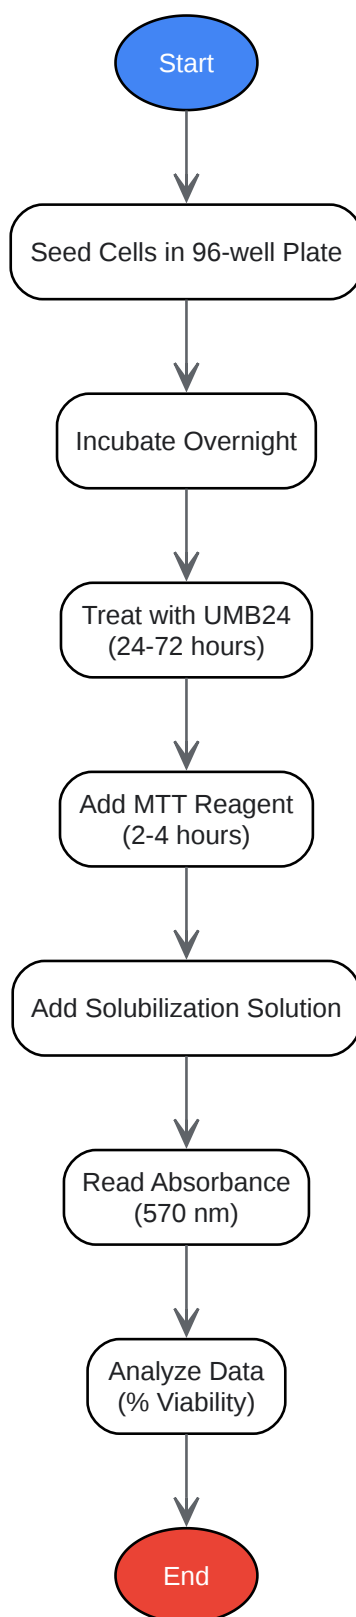 Start
Seed Cells in 96-well Plate
Incubate Overnight
Treat with UMB24
(24-72 hours)
Add MTT Reagent
(2-4 hours)
Add Solubilization Solution
Read Absorbance
(570 nm)
Analyze Data
(% Viability)
End